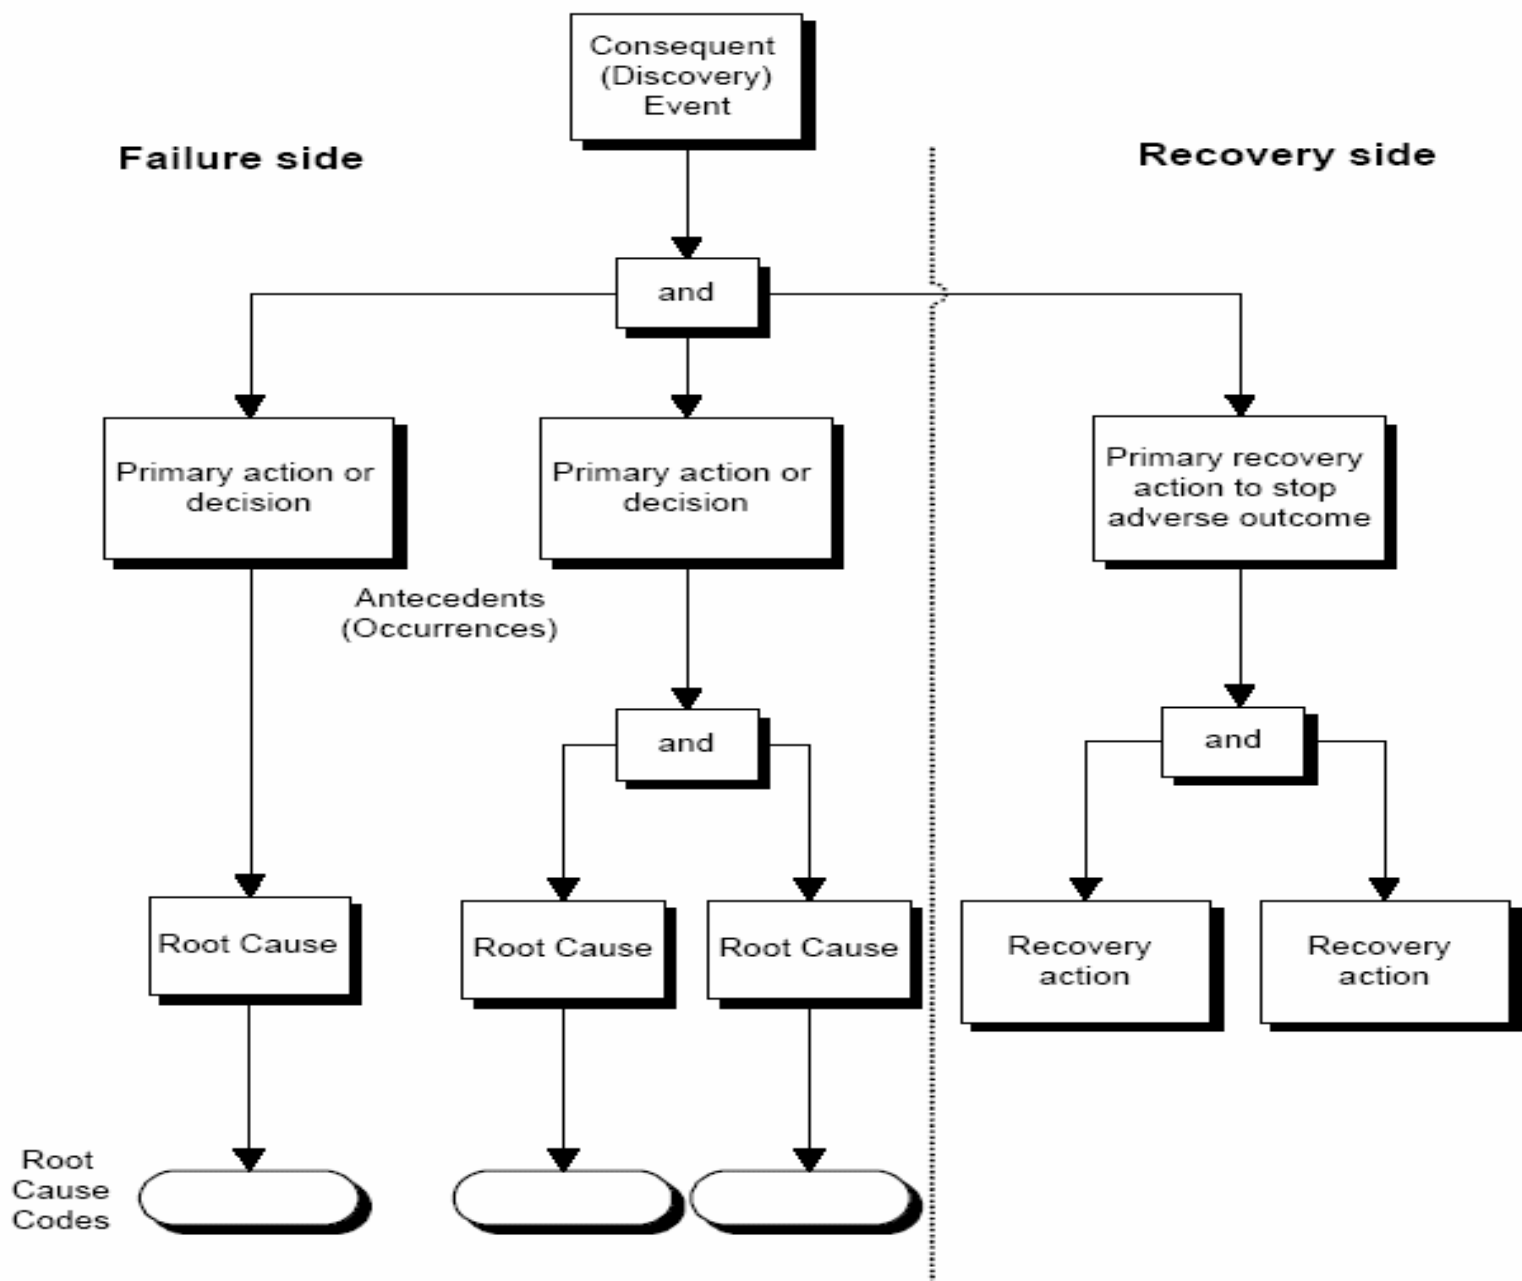 Consequent
(Discovery)
Event
Failure side
Recovery side
and
Primary action or
decision
Primary action or
decision
Primary recovery
action to stop
adverse outcome
Antecedents
(Occurrences)
and
and
Root Cause
Root Cause
Root Cause
Recovery
action
Recovery
action
Root
Cause
Codes